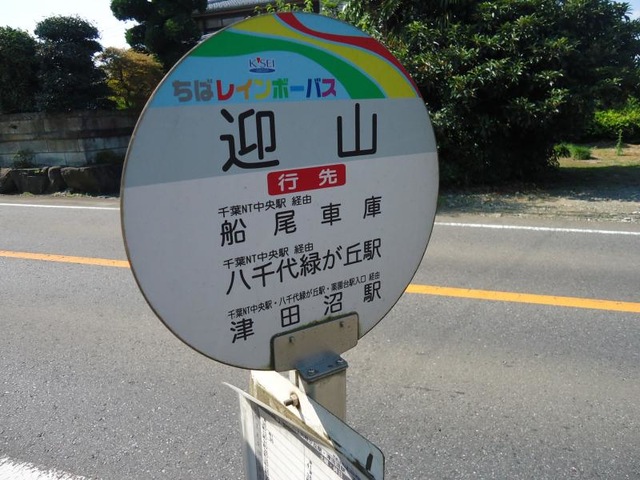 KeiSEI
ちばレインボーバス
迎山
行先
千葉NT中央駅 経由
船尾車庫
千葉NT中央駅 経由
八千代緑が丘駅
千葉NT中央駅・八千代緑が丘駅・薬園台駅入口 経由
津田沼駅